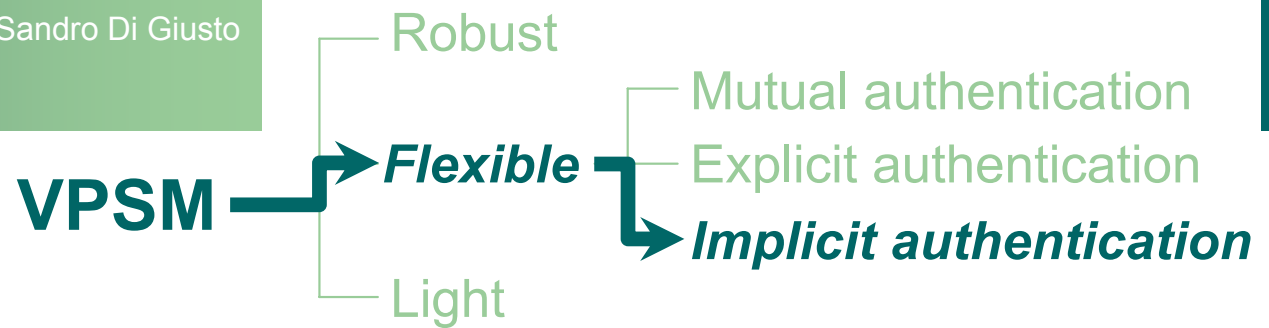 Sandro Di Giusto
Robust
Mutual authentication
Flexible
Explicit authentication
VPSM
Implicit authentication
Light